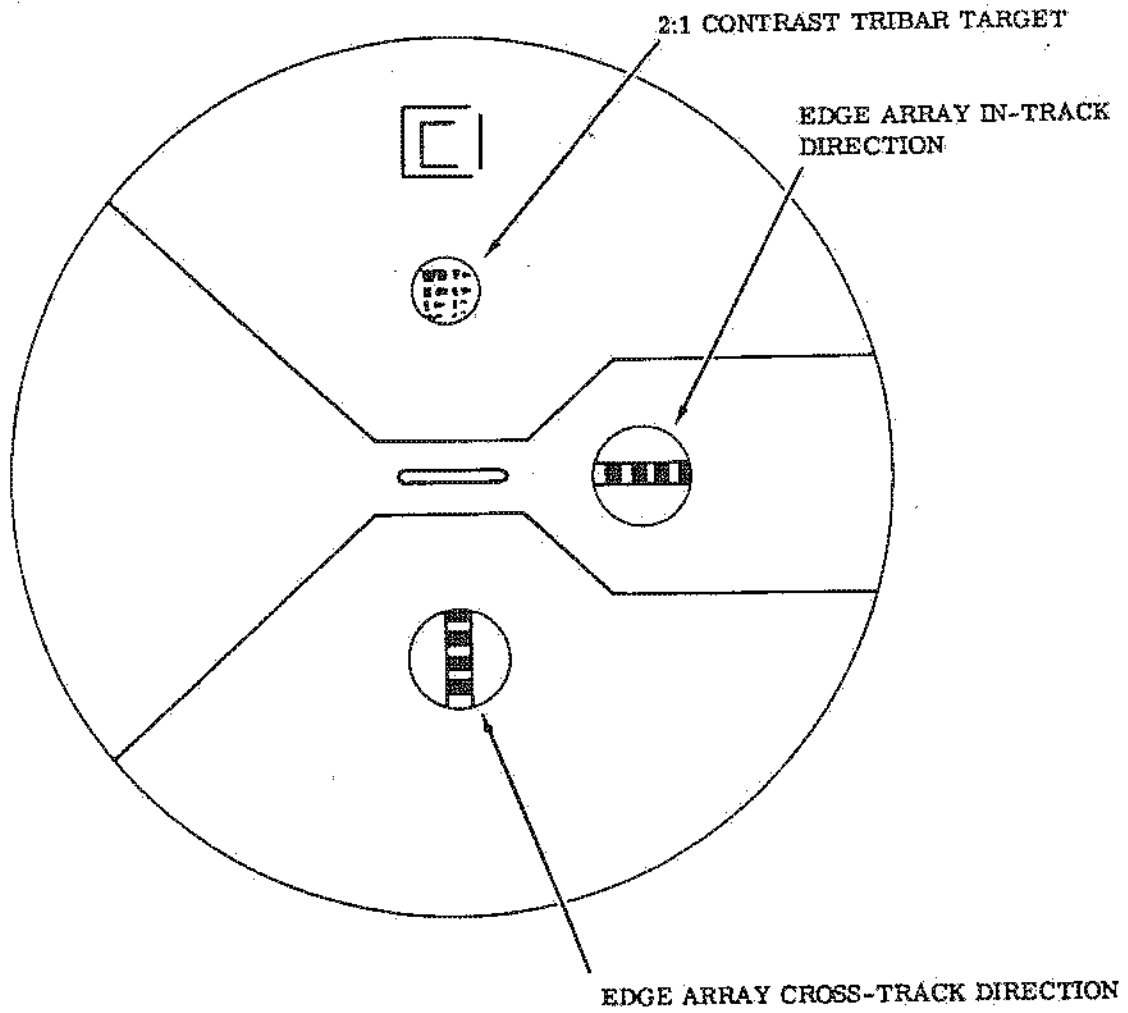 2:1 CONTRAST TRIBAR TARGET
EDGE ARRAY IN-TRACK
DIRECTION
EDGE ARRAY CROSS-TRACK DIRECTION